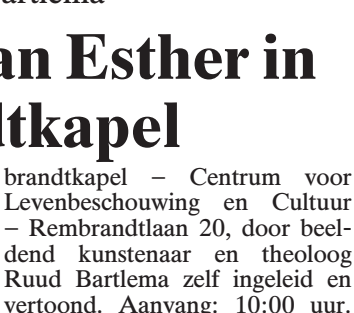 an Esther in
tkapel
brandtkapel – Centrum voor
Levenbeschouwing en Cultuur
– Rembrandtlaan 20, door beel-
dend kunstenaar en theoloog
Ruud Bartlema zelf ingeleid en
vertoond. Aanvang: 10:00 uur.